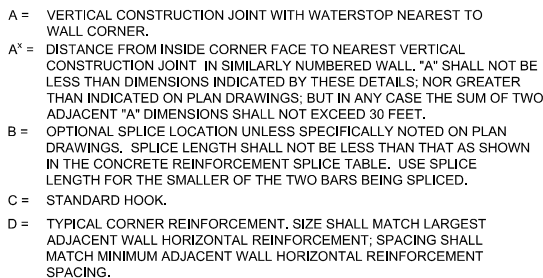 A = VERTICAL CONSTRUCTION JOINT WITH WATERSTOP NEAREST TO
WALL CORNER.
Aˣ = DISTANCE FROM INSIDE CORNER FACE TO NEAREST VERTICAL
CONSTRUCTION JOINT IN SIMILARLY NUMBERED WALL. "A" SHALL NOT BE
LESS THAN DIMENSIONS INDICATED BY THESE DETAILS; NOR GREATER
THAN INDICATED ON PLAN DRAWINGS; BUT IN ANY CASE THE SUM OF TWO
ADJACENT "A" DIMENSIONS SHALL NOT EXCEED 30 FEET.
B = OPTIONAL SPLICE LOCATION UNLESS SPECIFICALLY NOTED ON PLAN
DRAWINGS. SPLICE LENGTH SHALL NOT BE LESS THAN THAT AS SHOWN
IN THE CONCRETE REINFORCEMENT SPLICE TABLE. USE SPLICE
LENGTH FOR THE SMALLER OF THE TWO BARS BEING SPLICED.
C = STANDARD HOOK.
D = TYPICAL CORNER REINFORCEMENT. SIZE SHALL MATCH LARGEST
ADJACENT WALL HORIZONTAL REINFORCEMENT; SPACING SHALL
MATCH MINIMUM ADJACENT WALL HORIZONTAL REINFORCEMENT
SPACING.